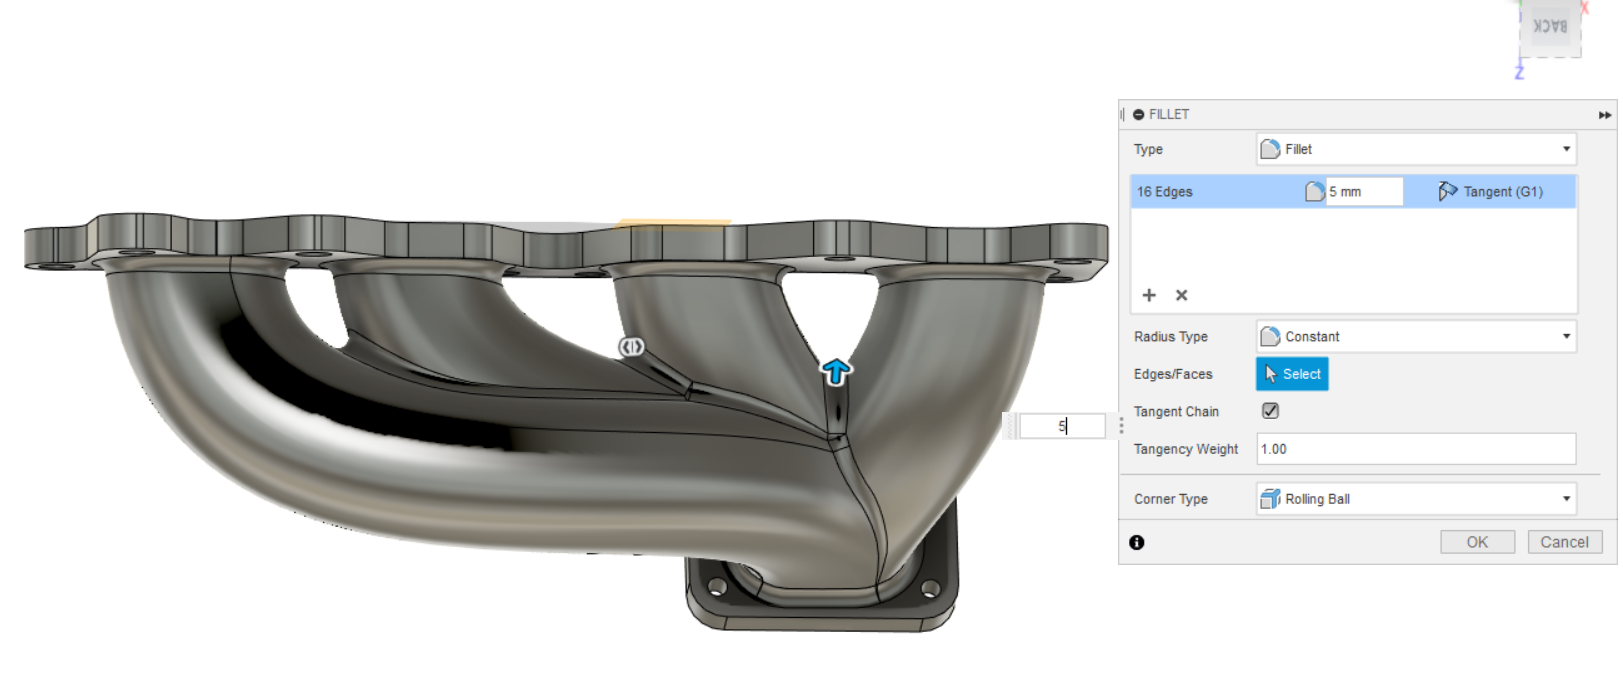 X
BACK
Z
FILLET
Type
Fillet
16 Edges
5 mm
Tangent (G1)
Radius Type
Constant
Edges/Faces
Select
Tangent Chain
5
Tangency Weight
1.00
Corner Type
Rolling Ball
OK
Cancel